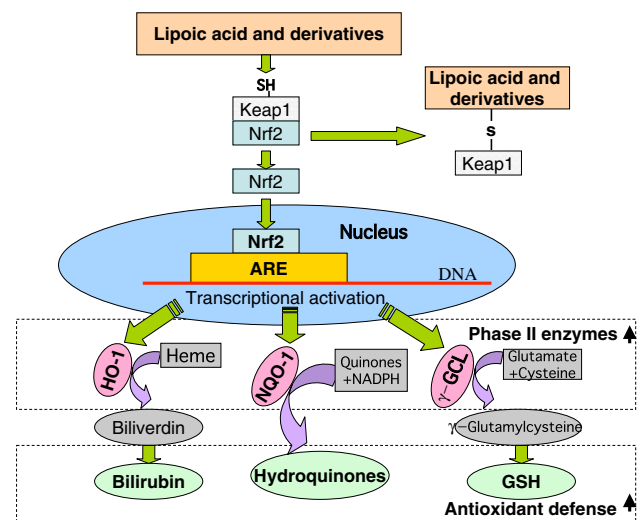 Lipoic acid and derivatives
SH
Keap1
Nrf2
Lipoic acid and
derivatives
S
Keap1
Nrf2
Nucleus
Nrf2
ARE
DNA
Transcriptional activation
Phase II enzymes
HO-1
Heme
NQO-1
Quinones
+NADPH
γ-GCL
Glutamate
+Cysteine
Biliverdin
γ-Glutamylcysteine
Bilirubin
Hydroquinones
GSH
Antioxidant defense